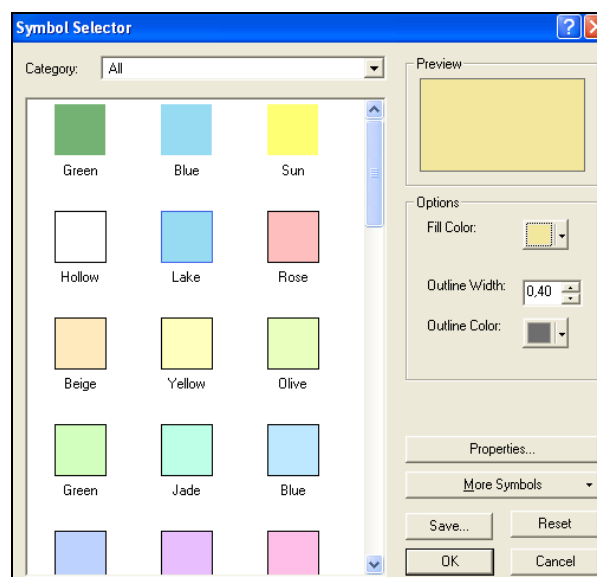 Symbol Selector
Category: All
Green Blue Sun
Hollow Lake Rose
Beige Yellow Olive
Green Jade Blue
Preview
Options
Fill Color:
Outline Width: 0,40
Outline Color:
Properties...
More Symbols
Save... Reset
OK Cancel